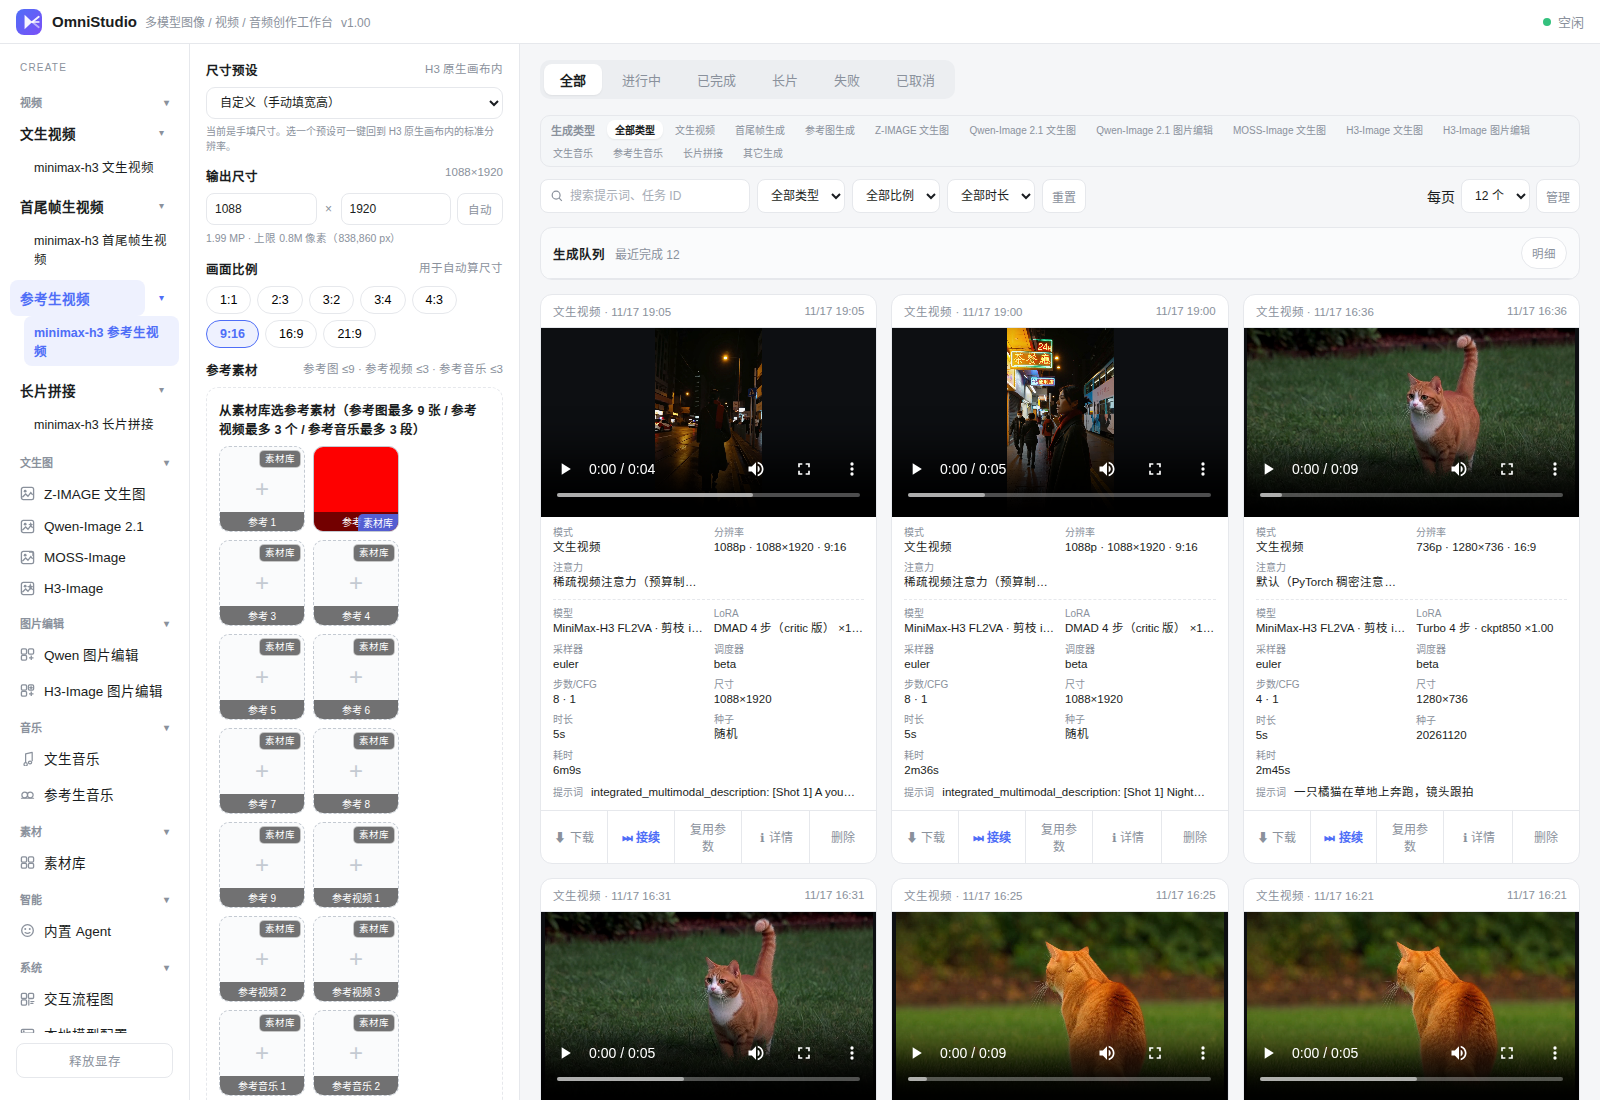 OmniStudio 多模型图像 / 视频 / 音频创作工作台 v1.00
空闲
CREATE
视频
文生视频
minimax-h3 文生视频
首尾帧生视频
minimax-h3 首尾帧生视
频
参考生视频
minimax-h3 参考生视
频
长片拼接
minimax-h3 长片拼接
文生图
Z-IMAGE 文生图
Qwen-Image 2.1
MOSS-Image
H3-Image
图片编辑
Qwen 图片编辑
H3-Image 图片编辑
音乐
文生音乐
参考生音乐
素材
素材库
智能
内置 Agent
系统
交互流程图
释放显存
尺寸预设 H3 原生画布内
自定义（手动填宽高）
当前是手填尺寸。选一个预设可一键回到 H3 原生画布内的标准分
辨率。
输出尺寸 1088×1920
1088 × 1920 自动
1.99 MP · 上限 0.8M 像素（838,860 px）
画面比例 用于自动算尺寸
1:1 2:3 3:2 3:4 4:3
9:16 16:9 21:9
参考素材 参考图 ≤9 · 参考视频 ≤3 · 参考音乐 ≤3
从素材库选参考素材（参考图最多 9 张 / 参考
视频最多 3 个 / 参考音乐最多 3 段）
素材库
参考 1 素材库
素材库 素材库
参考 3 参考 4
素材库 素材库
参考 5 参考 6
素材库 素材库
参考 7 参考 8
素材库 素材库
参考 9 参考视频 1
素材库 素材库
参考视频 2 参考视频 3
素材库 素材库
参考音乐 1 参考音乐 2
全部 进行中 已完成 长片 失败 已取消
生成类型 全部类型 文生视频 首尾帧生成 参考图生成 Z-IMAGE 文生图 Qwen-Image 2.1 文生图 Qwen-Image 2.1 图片编辑 MOSS-Image 文生图 H3-Image 文生图 H3-Image 图片编辑
文生音乐 参考生音乐 长片拼接 其它生成
搜索提示词、任务 ID 全部类型 全部比例 全部时长 重置 每页 12 个 管理
生成队列 最近完成 12 明细
文生视频 · 11/17 19:05 11/17 19:05
0:00 / 0:04
模式 分辨率
文生视频 1088p · 1088×1920 · 9:16
注意力
稀疏视频注意力（预算制…
模型 LoRA
MiniMax-H3 FL2VA · 剪枝 i… DMAD 4 步（critic 版） ×1…
采样器 调度器
euler beta
步数/CFG 尺寸
8 · 1 1088×1920
时长 种子
5s 随机
耗时
6m9s
提示词 integrated_multimodal_description: [Shot 1] A you…
下载 接续 复用参
数 详情 删除
文生视频 · 11/17 19:00 11/17 19:00
24
茶餐廳
0:00 / 0:05
模式 分辨率
文生视频 1088p · 1088×1920 · 9:16
注意力
稀疏视频注意力（预算制…
模型 LoRA
MiniMax-H3 FL2VA · 剪枝 i… DMAD 4 步（critic 版） ×1…
采样器 调度器
euler beta
步数/CFG 尺寸
8 · 1 1088×1920
时长 种子
5s 随机
耗时
2m36s
提示词 integrated_multimodal_description: [Shot 1] Night…
下载 接续 复用参
数 详情 删除
文生视频 · 11/17 16:36 11/17 16:36
0:00 / 0:09
模式 分辨率
文生视频 736p · 1280×736 · 16:9
注意力
默认（PyTorch 稠密注意…
模型 LoRA
MiniMax-H3 FL2VA · 剪枝 i… Turbo 4 步 · ckpt850 ×1.00
采样器 调度器
euler beta
步数/CFG 尺寸
4 · 1 1280×736
时长 种子
5s 20261120
耗时
2m45s
提示词 一只橘猫在草地上奔跑，镜头跟拍
下载 接续 复用参
数 详情 删除
文生视频 · 11/17 16:31 11/17 16:31
0:00 / 0:05
文生视频 · 11/17 16:25 11/17 16:25
0:00 / 0:09
文生视频 · 11/17 16:21 11/17 16:21
0:00 / 0:05